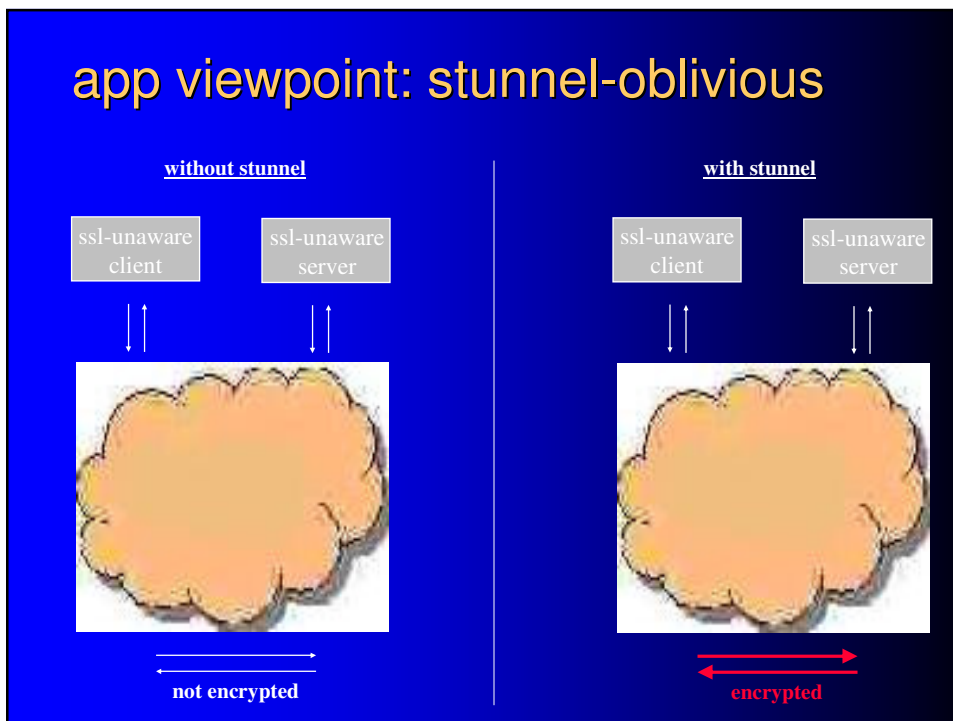 app viewpoint: stunnel-oblivious
without stunnel
ssl-unaware
client
ssl-unaware
server
not encrypted
with stunnel
ssl-unaware
client
ssl-unaware
server
encrypted